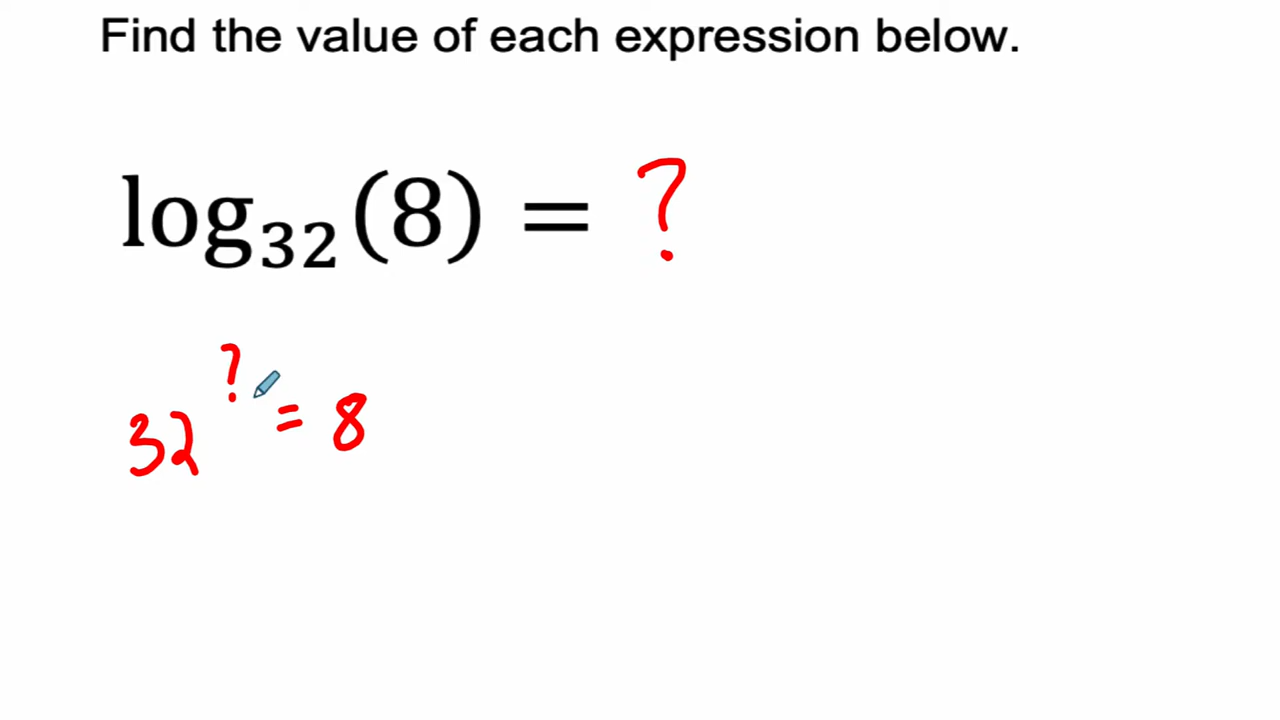 Find the value of each expression below.
log₃₂(8) = ?
32^? = 8